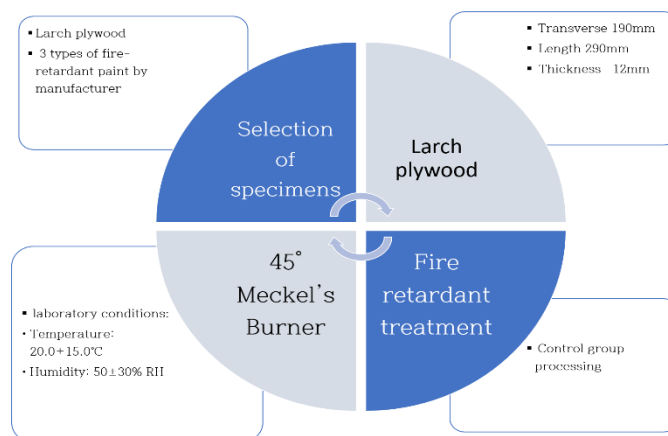 ▪ Larch plywood
▪ 3 types of fire-
retardant paint by
manufacturer
▪ Transverse 190mm
▪ Length 290mm
▪ Thickness 12mm
Selection
of
specimens
Larch
plywood
45°
Meckel's
Burner
Fire
retardant
treatment
▪ laboratory conditions:
• Temperature:
20.0+15.0℃
• Humidity: 50±30% RH
▪ Control group
processing